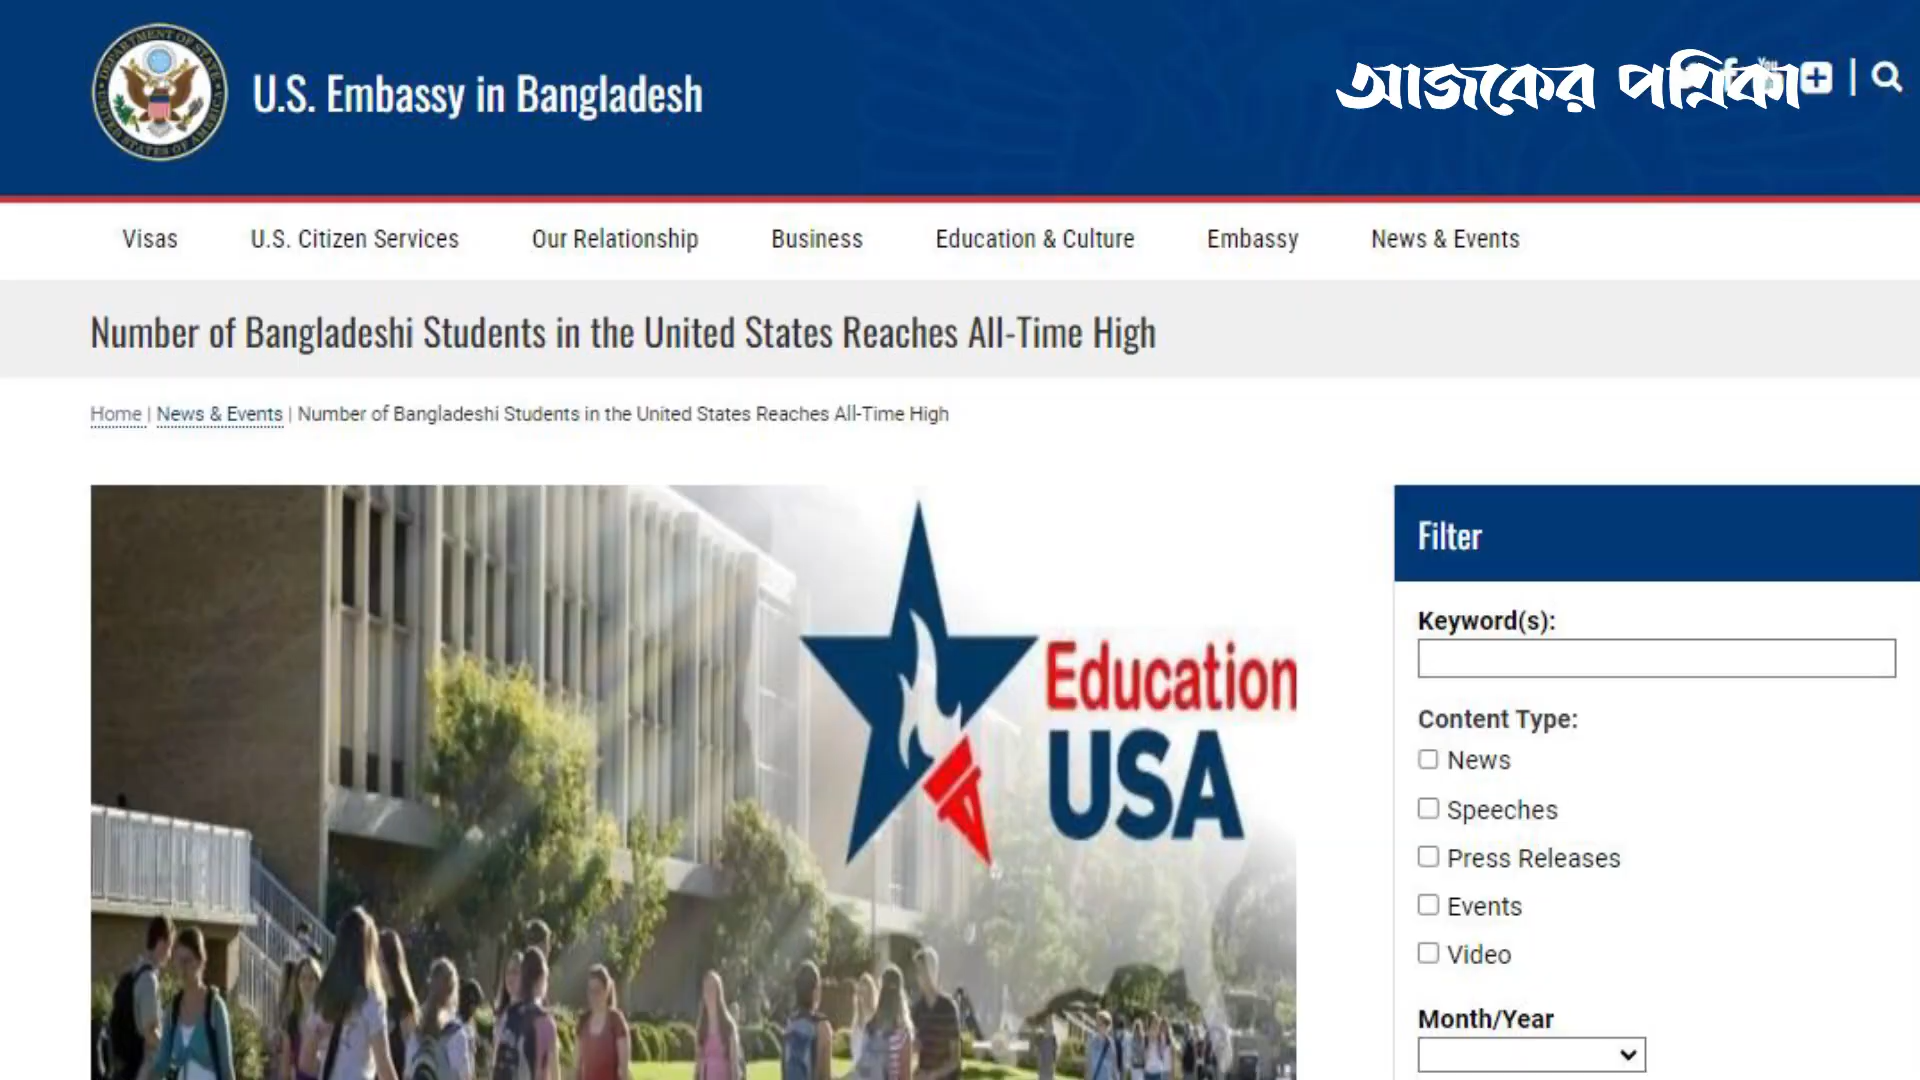 U.S. Embassy in Bangladesh
আজকের পত্রিকা
Visas
U.S. Citizen Services
Our Relationship
Business
Education & Culture
Embassy
News & Events
Number of Bangladeshi Students in the United States Reaches All-Time High
Home | News & Events | Number of Bangladeshi Students in the United States Reaches All-Time High
Education
USA
Filter
Keyword(s):
Content Type:
News
Speeches
Press Releases
Events
Video
Month/Year